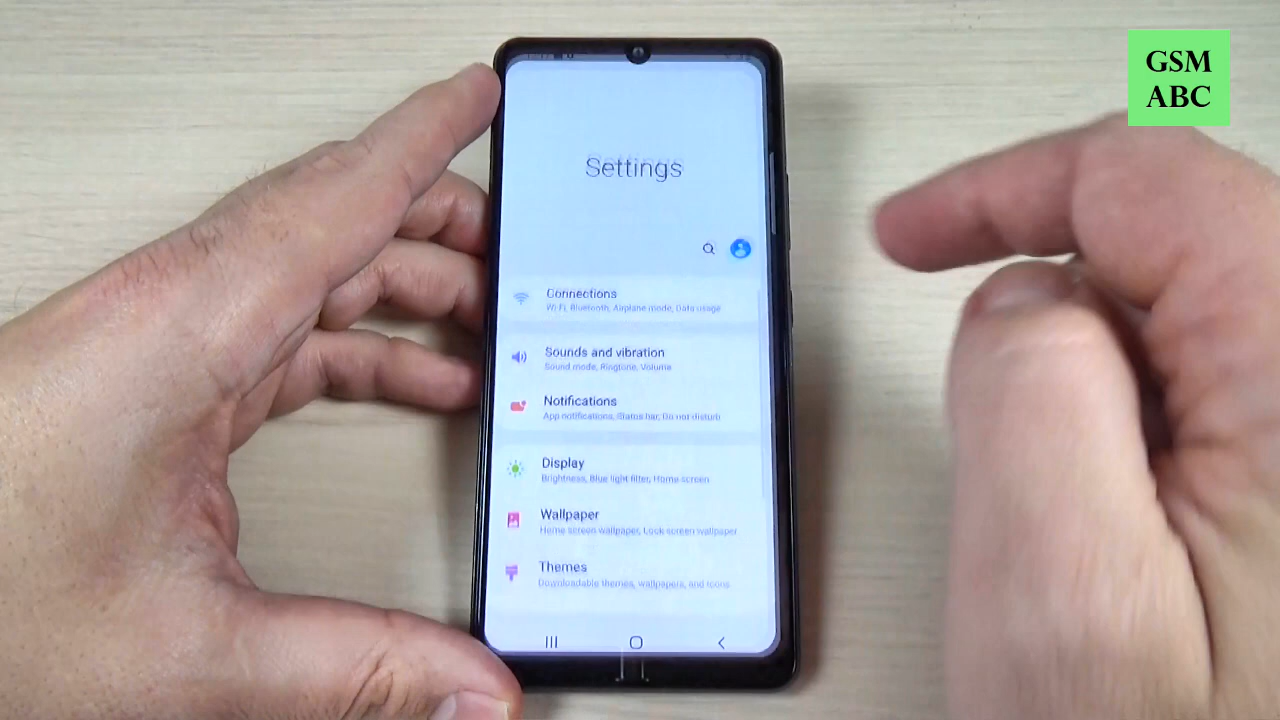 GSM
ABC
Settings
Connections
Wi-Fi, Bluetooth, Airplane mode, Data usage
Sounds and vibration
Sound mode, Ringtone, Volume
Notifications
App notifications, Status bar, Do not disturb
Display
Brightness, Blue light filter, Home screen
Wallpaper
Home screen wallpaper, Lock screen wallpaper
Themes
Downloadable themes, wallpapers, and icons